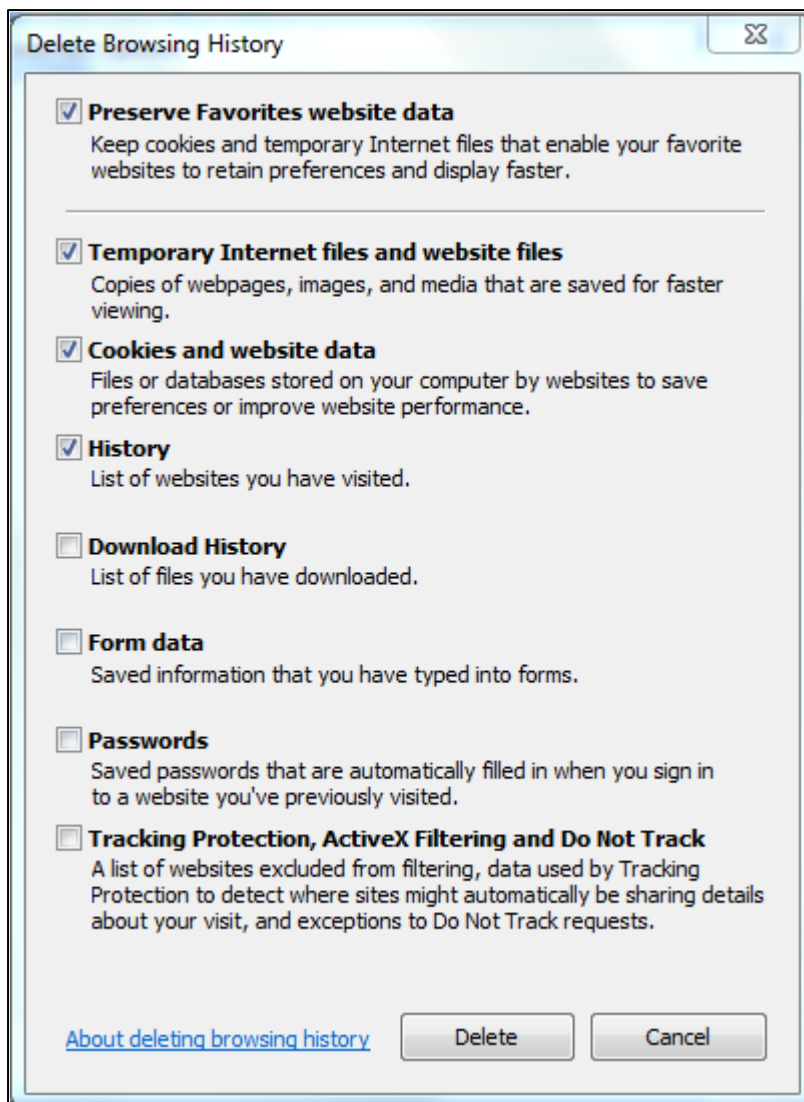 Delete Browsing History
Preserve Favorites website data
Keep cookies and temporary Internet files that enable your favorite
websites to retain preferences and display faster.
Temporary Internet files and website files
Copies of webpages, images, and media that are saved for faster
viewing.
Cookies and website data
Files or databases stored on your computer by websites to save
preferences or improve website performance.
History
List of websites you have visited.
Download History
List of files you have downloaded.
Form data
Saved information that you have typed into forms.
Passwords
Saved passwords that are automatically filled in when you sign in
to a website you've previously visited.
Tracking Protection, ActiveX Filtering and Do Not Track
A list of websites excluded from filtering, data used by Tracking
Protection to detect where sites might automatically be sharing details
about your visit, and exceptions to Do Not Track requests.
About deleting browsing history Delete Cancel